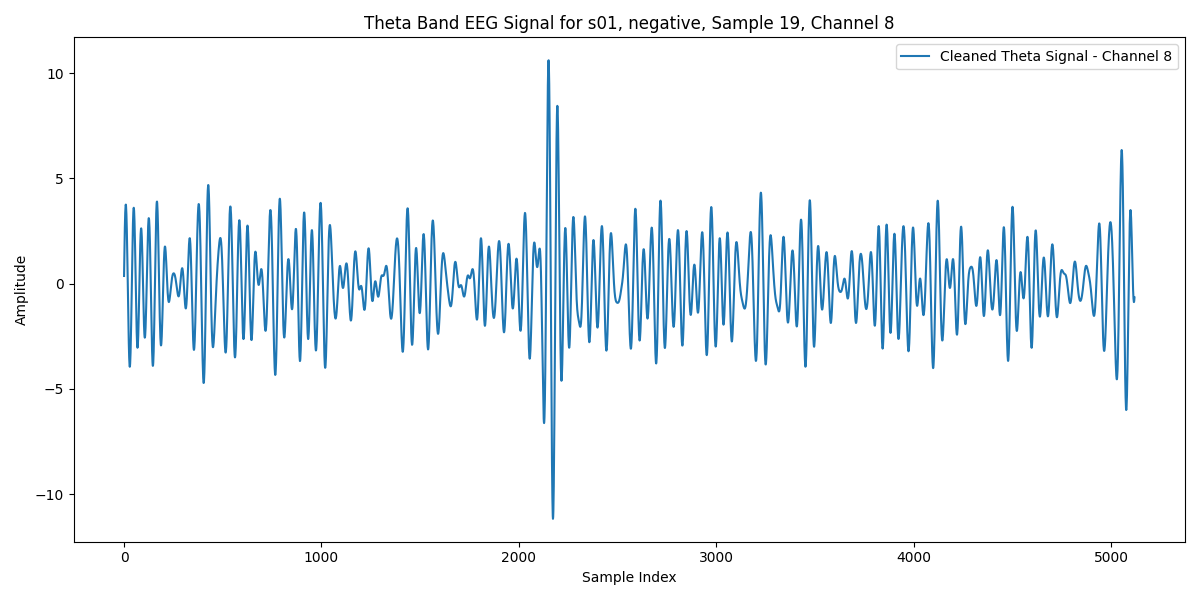 Theta Band EEG Signal for s01, negative, Sample 19, Channel 8
Cleaned Theta Signal - Channel 8
10
5
0
−5
−10
Amplitude
0
1000
2000
3000
4000
5000
Sample Index